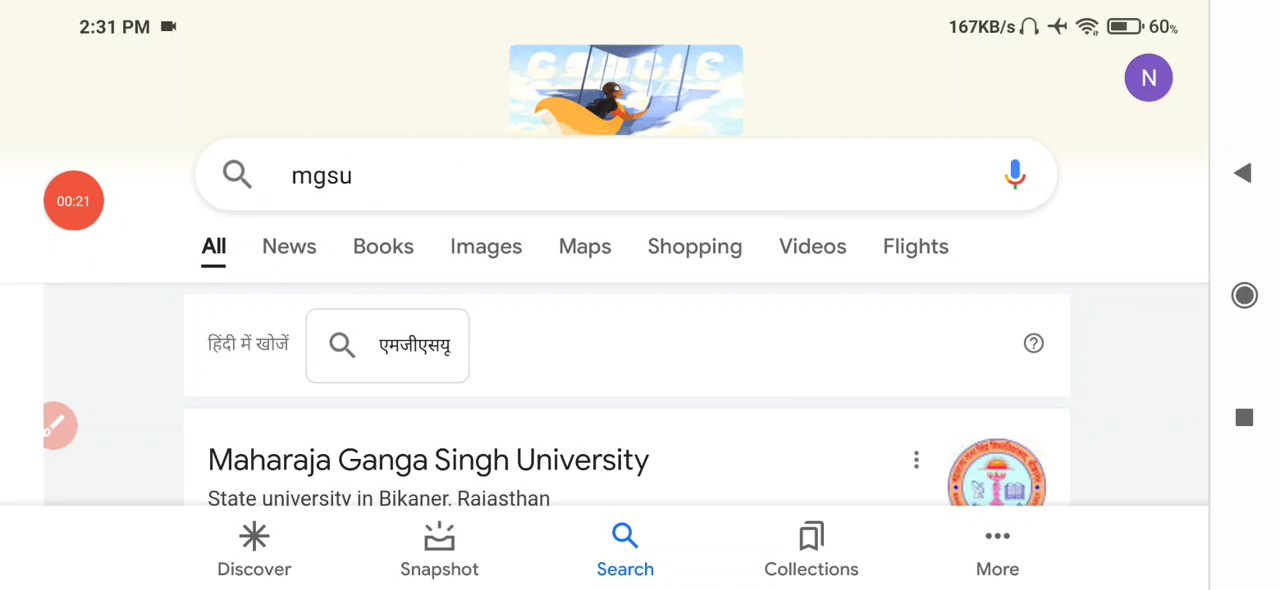 2:31 PM 167KB/s 60%
GOOGLE
N
mgsu
00:21
All News Books Images Maps Shopping Videos Flights
हिंदी में खोजें एमजीएसयू
Maharaja Ganga Singh University
State university in Bikaner, Rajasthan
Discover Snapshot Search Collections More